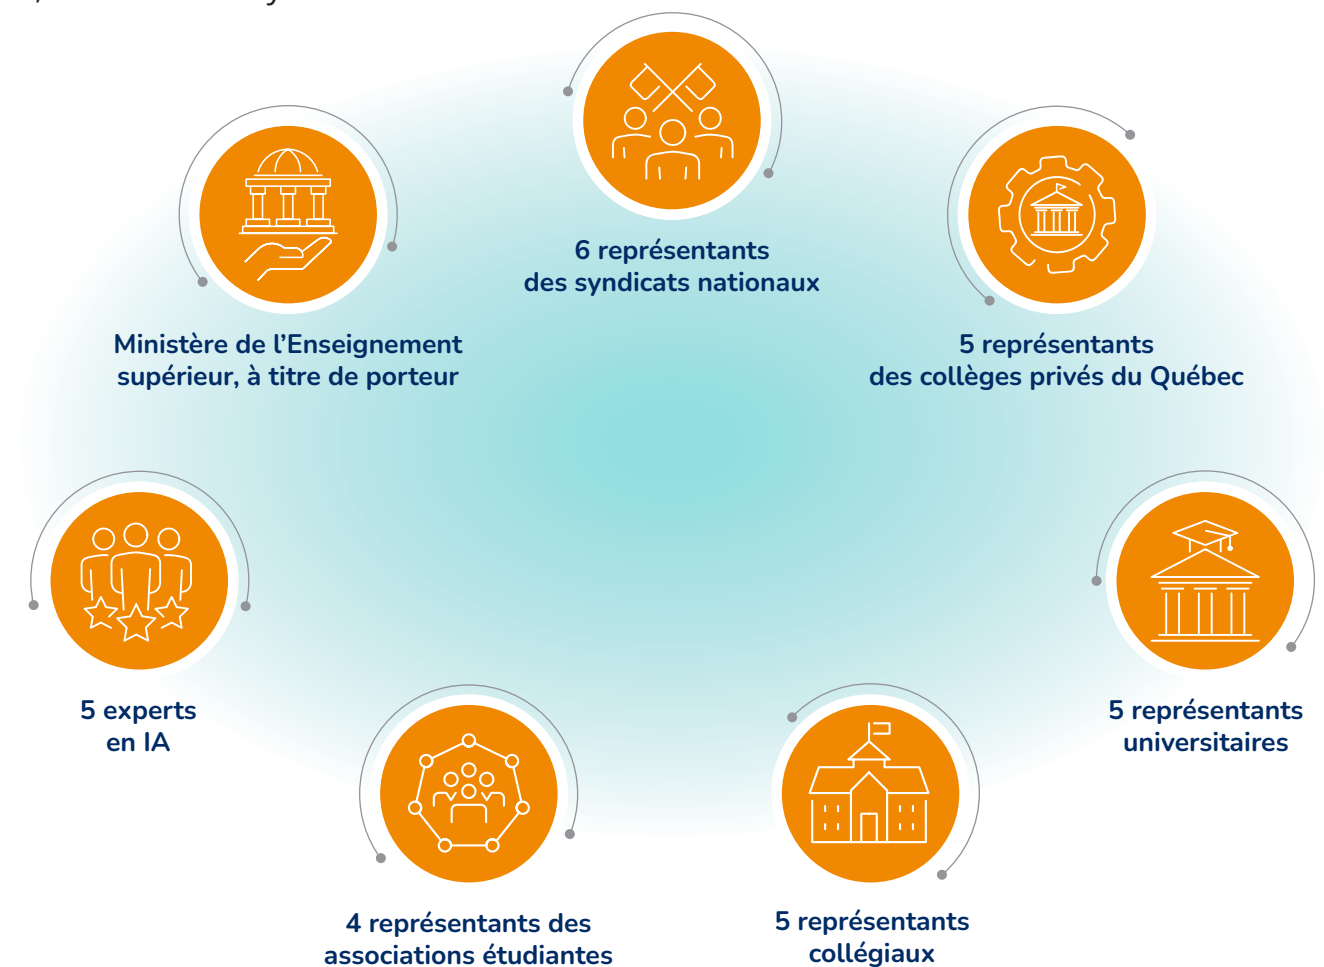 6 représentants
des syndicats nationaux
Ministère de l’Enseignement
supérieur, à titre de porteur
5 représentants
des collèges privés du Québec
5 experts
en IA
5 représentants
universitaires
4 représentants des
associations étudiantes
5 représentants
collégiaux